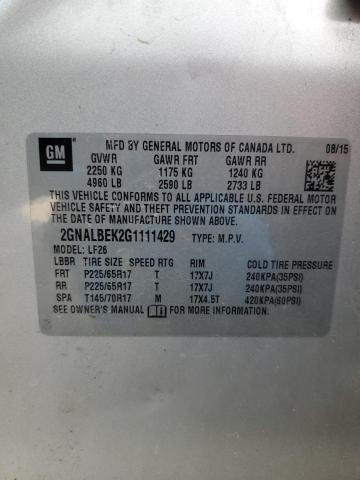 GM
MFD BY GENERAL MOTORS OF CANADA LTD. 08/15
GVWR GAWR FRT GAWR RR
2250 KG 1175 KG 1240 KG
4960 LB 2590 LB 2733 LB
THIS VEHICLE CONFORMS TO ALL APPLICABLE U.S. FEDERAL MOTOR
VEHICLE SAFETY, BUMPER, AND THEFT PREVENTION STANDARDS IN
EFFECT ON THE DATE OF MANUFACTURE SHOWN ABOVE.
2GNALBEK2G1111429 TYPE: M.P.V.
MODEL: LF26
LBBR TIRE SIZE SPEED RTG RIM COLD TIRE PRESSURE
FRT P225/65R17 T 17X7J 240KPA(35PSI)
RR P225/65R17 T 17X7J 240KPA(35PSI)
SPA T145/70R17 M 17X4.5T 420KPA(60PSI)
SEE OWNER'S MANUAL FOR MORE INFORMATION.